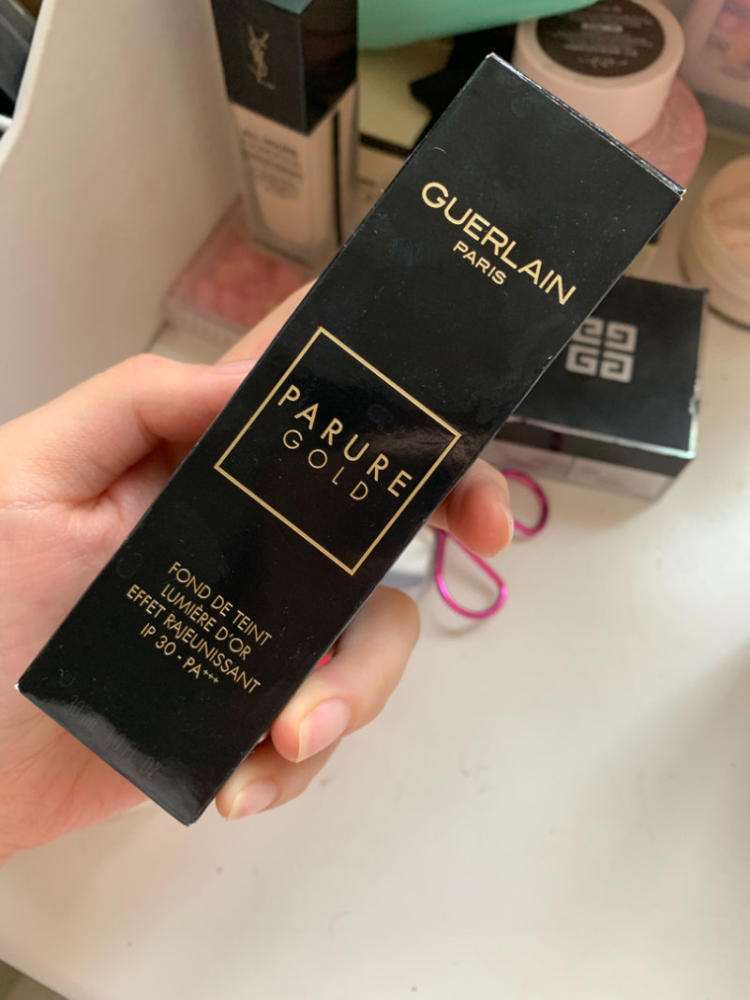 GUERLAIN
PARIS
PARURE
GOLD
FOND DE TEINT
LUMIÈRE D'OR
EFFET RAJEUNISSANT
IP 30 - PA+++